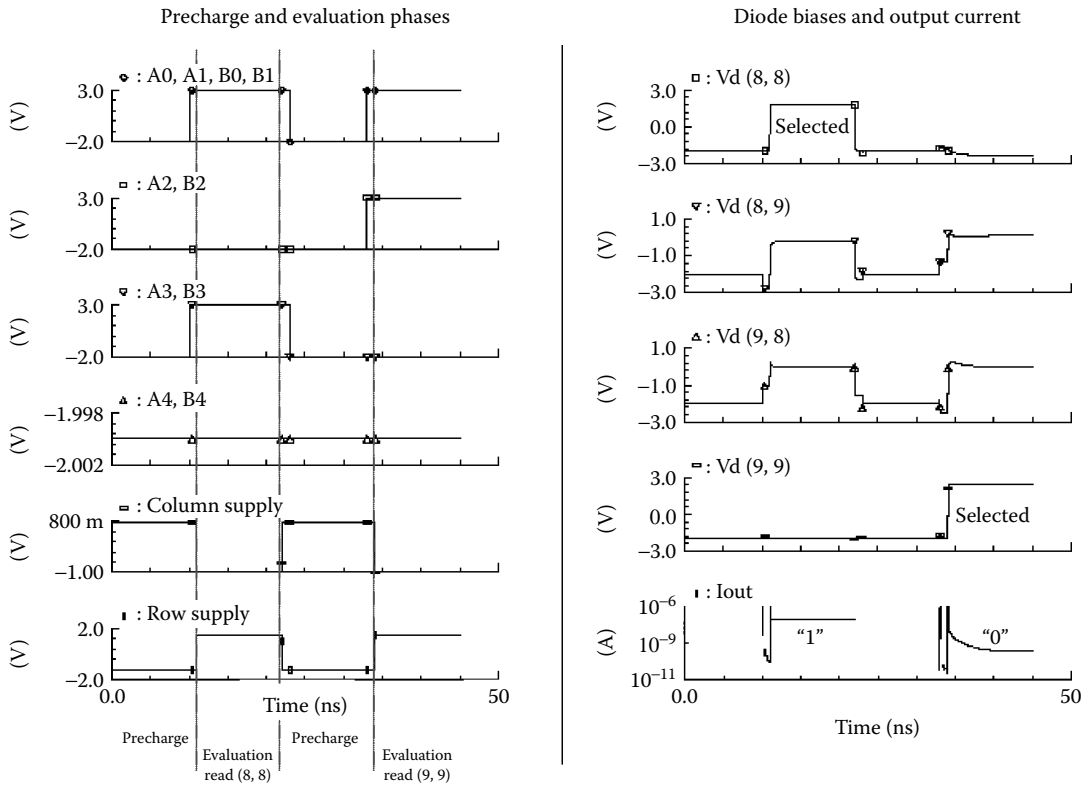 Precharge and evaluation phases
: A0, A1, B0, B1
(V)
3.0
−2.0
: A2, B2
(V)
3.0
−2.0
: A3, B3
(V)
3.0
−2.0
: A4, B4
(V)
−1.998
−2.002
: Column supply
(V)
800 m
−1.00
: Row supply
(V)
2.0
−2.0
0.0
50
Time (ns)
Precharge
Evaluation
read (8, 8)
Precharge
Evaluation
read (9, 9)
Diode biases and output current
: Vd (8, 8)
(V)
3.0
0.0
−3.0
Selected
: Vd (8, 9)
(V)
1.0
−1.0
−3.0
: Vd (9, 8)
(V)
1.0
−1.0
−3.0
: Vd (9, 9)
(V)
3.0
0.0
−3.0
Selected
: Iout
(A)
10−6
10−9
10−11
“1”
“0”
0.0
50
Time (ns)